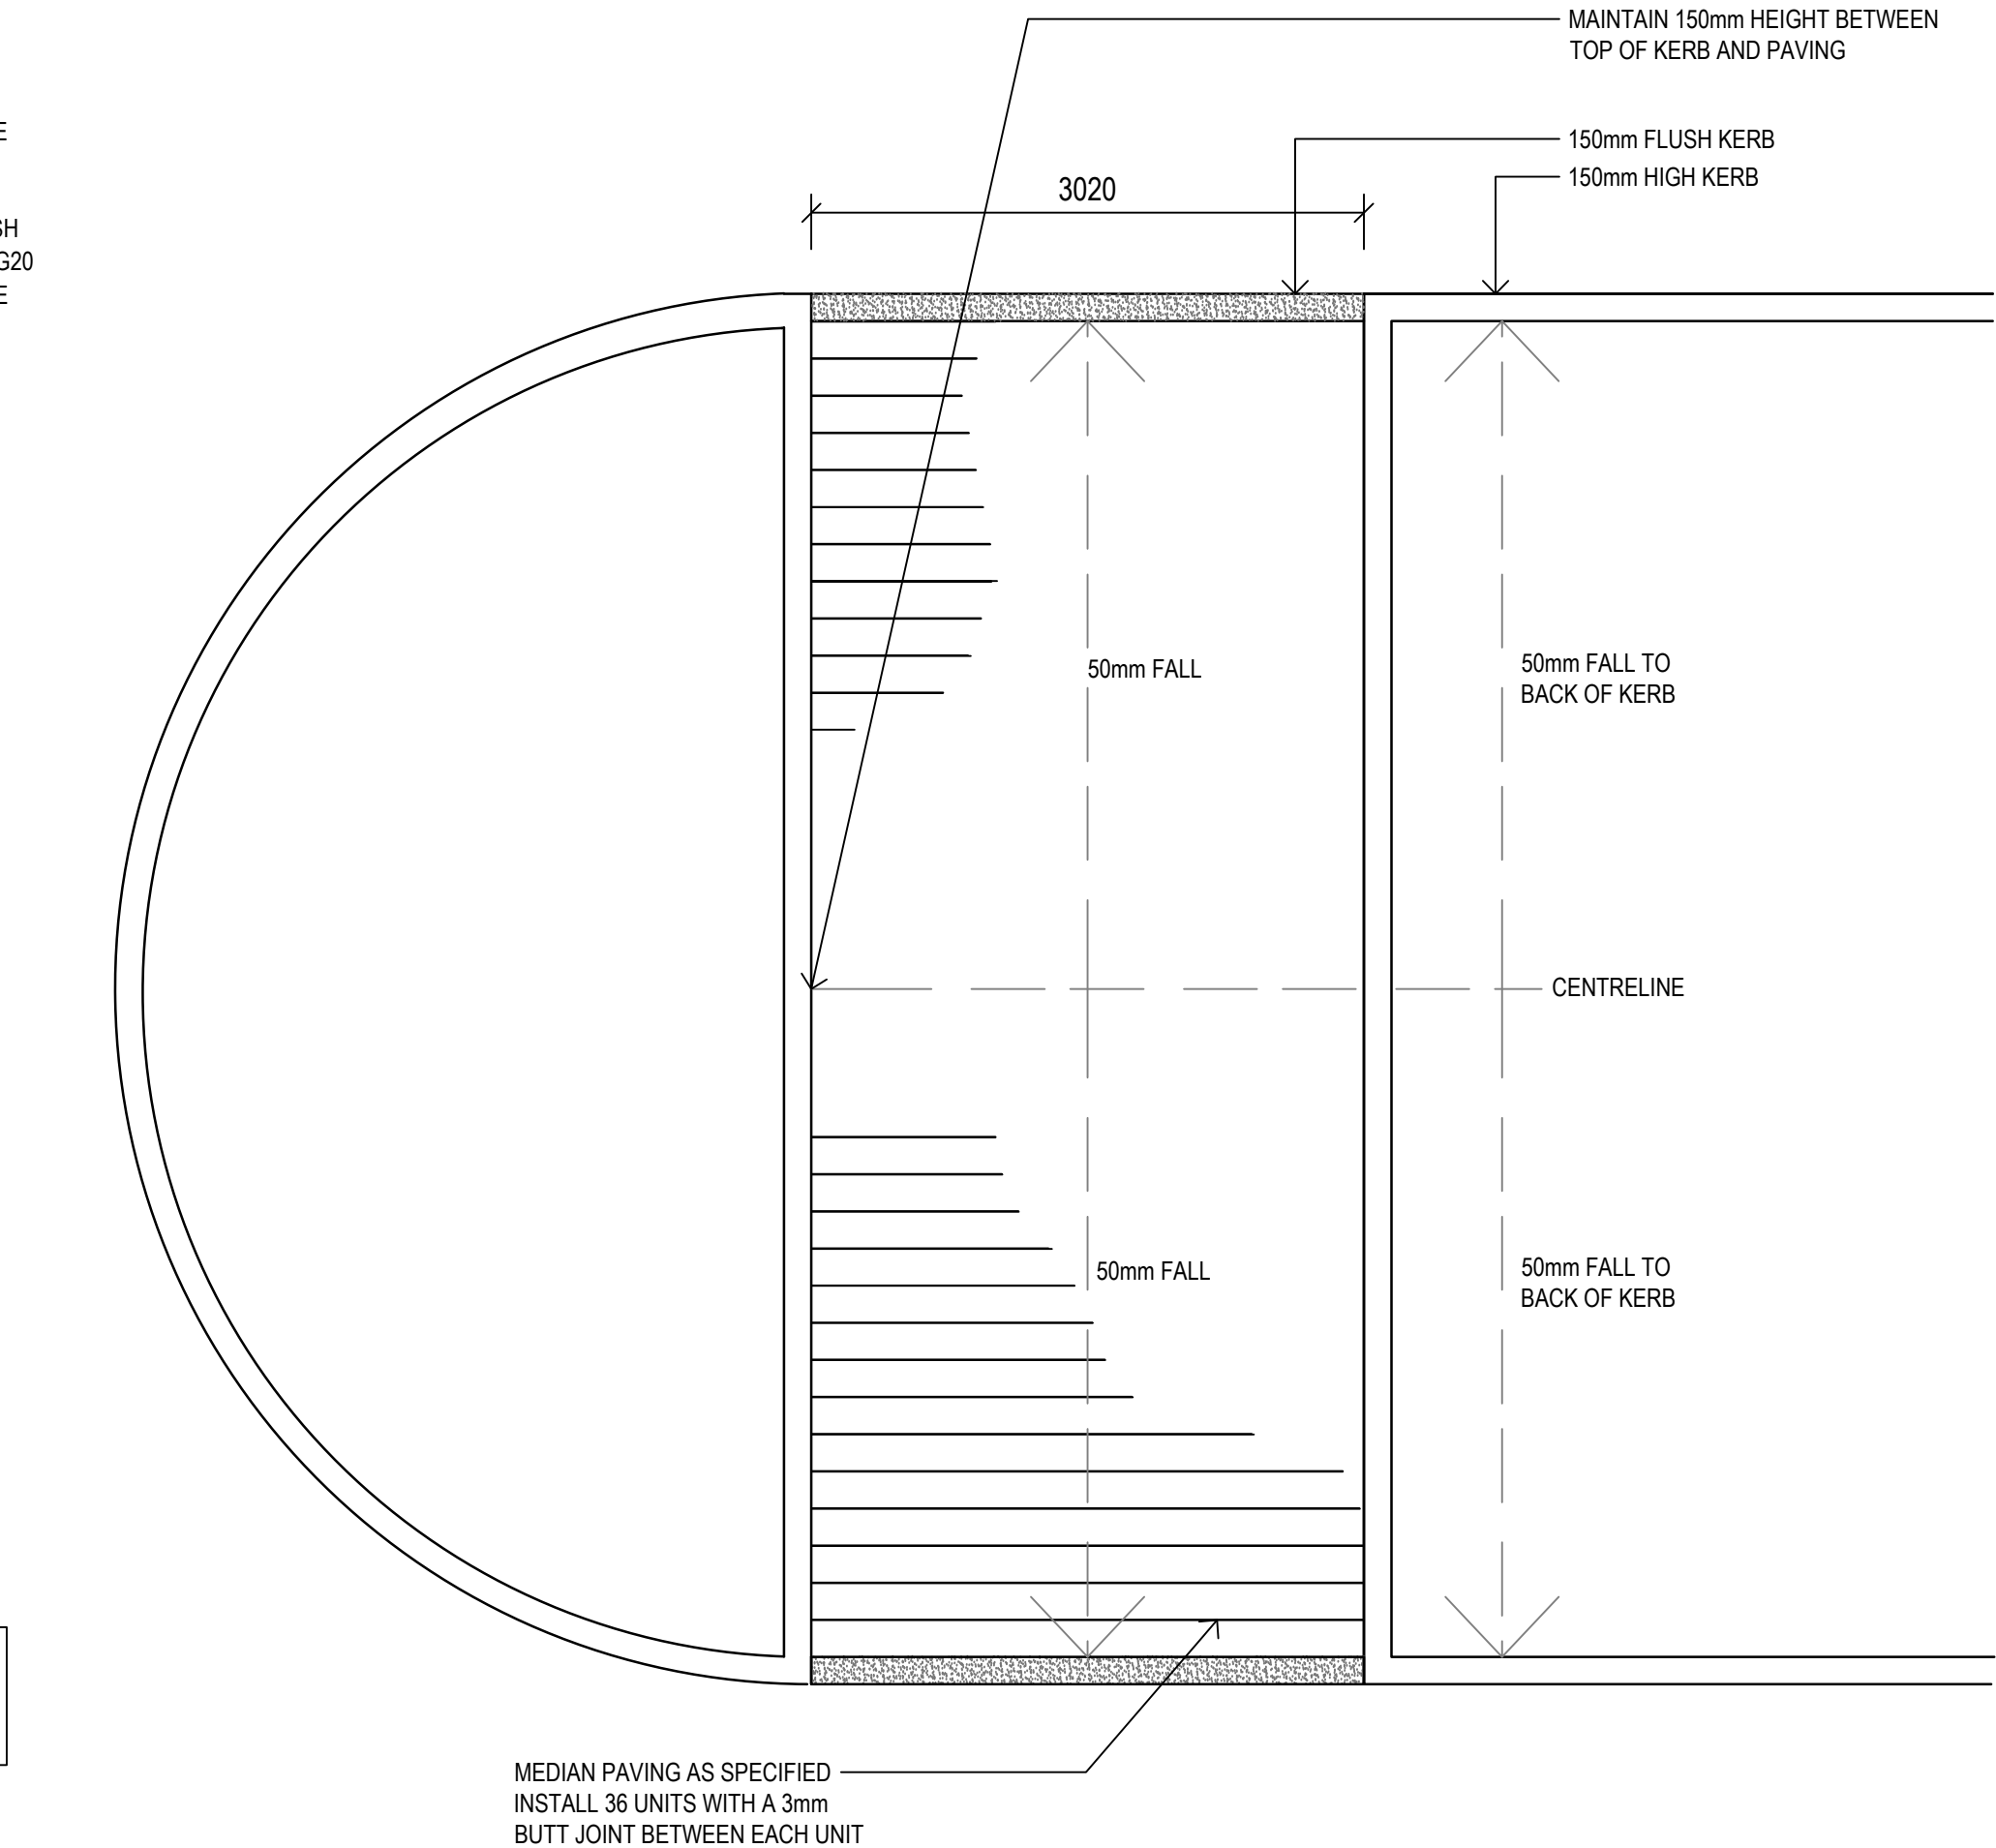 MAINTAIN 150mm HEIGHT BETWEEN
TOP OF KERB AND PAVING
E
150mm FLUSH KERB
150mm HIGH KERB
3020
SH
G20
E
50mm FALL
50mm FALL TO
BACK OF KERB
CENTRELINE
50mm FALL
50mm FALL TO
BACK OF KERB
MEDIAN PAVING AS SPECIFIED
INSTALL 36 UNITS WITH A 3mm
BUTT JOINT BETWEEN EACH UNIT